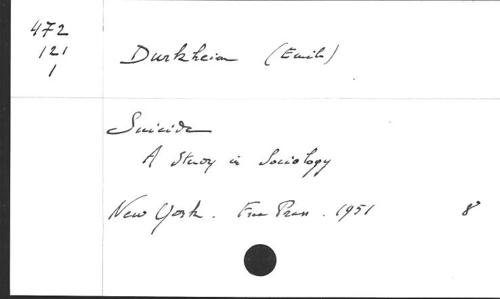 472
121
1
Durkheim (Emile)
Suicide
A Study in Sociology
New York. Free Press. 1951 8°